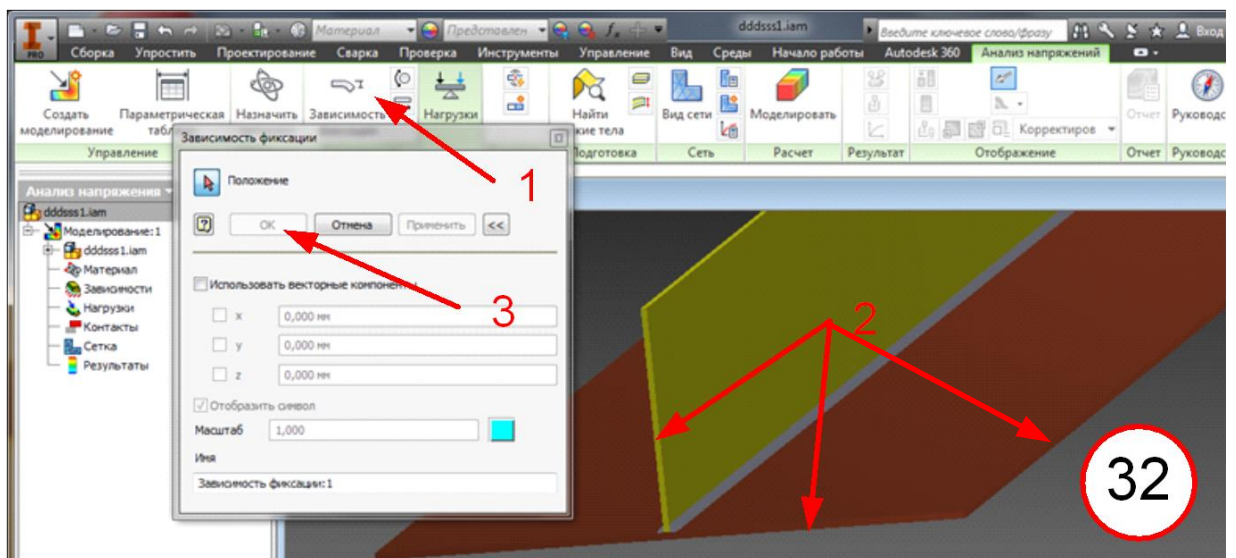 Материал Представлен dddsss1.iam Введите ключевое слово/фразу Вход
PRO Сборка Упростить Проектирование Сварка Проверка Инструменты Управление Вид Среды Начало работы Autodesk 360 Анализ напряжений
Создать моделирование
Параметрическая
Назначить
Зависимость
Нагрузки
Найти
кие тела
Вид сети
Моделировать
Корректиров
Отчет
Руковод
Управление Подготовка Сеть Расчет Результат Отображение Отчет Руковод
Анализ напряжения
dddsss1.iam
Моделирование:1
dddsss1.iam
Материал
Зависимости
Нагрузки
Контакты
Сетка
Результаты
Зависимость фиксации
Положение
ОК Отмена Применить <<
Использовать векторные компоненты
x 0,000 мм
y 0,000 мм
z 0,000 мм
Отобразить символ
Масштаб 1,000
Имя
Зависимость фиксации:1
1
2
3
32